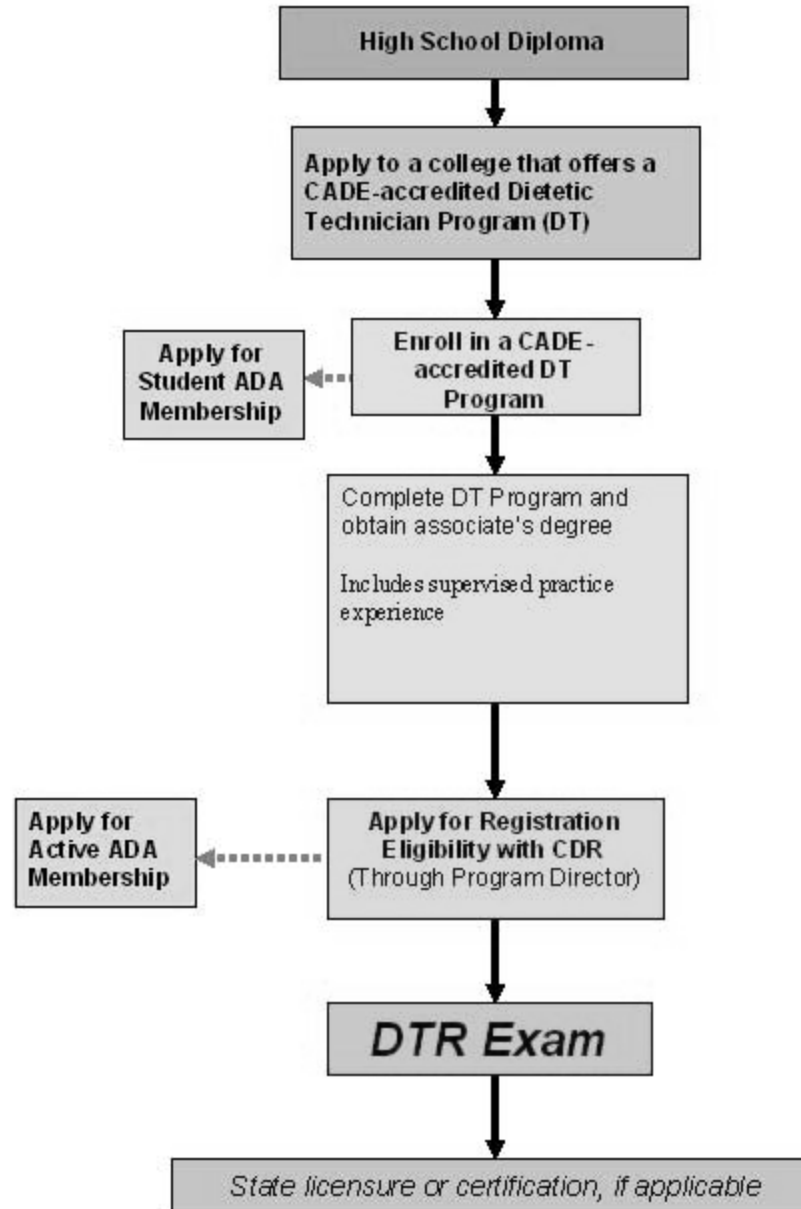 High School Diploma
Apply to a college that offers a
CADE-accredited Dietetic
Technician Program (DT)
Enroll in a CADE-
accredited DT
Program
Apply for
Student ADA
Membership
Complete DT Program and
obtain associate's degree
Includes supervised practice
experience
Apply for Registration
Eligibility with CDR
(Through Program Director)
Apply for
Active ADA
Membership
DTR Exam
State licensure or certification, if applicable